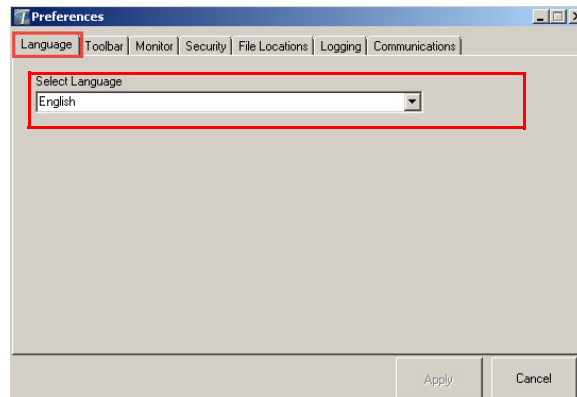 Preferences
Language Toolbar Monitor Security File Locations Logging Communications
Select Language
English
Apply Cancel